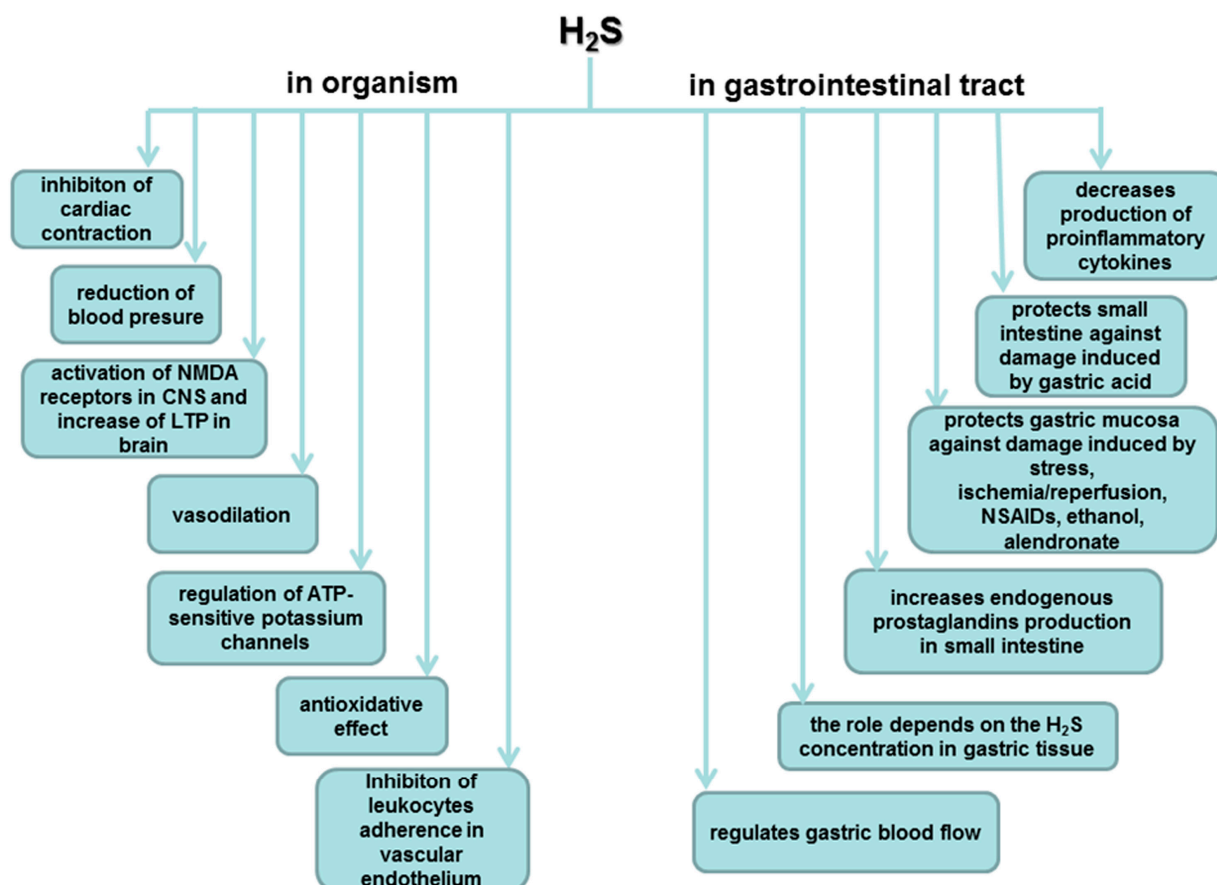 H₂S
in organism
in gastrointestinal tract
inhibiton of
cardiac
contraction
reduction of
blood presure
activation of NMDA
receptors in CNS and
increase of LTP in
brain
vasodilation
regulation of ATP-
sensitive potassium
channels
antioxidative
effect
Inhibiton of
leukocytes
adherence in
vascular
endothelium
decreases
production of
proinflammatory
cytokines
protects small
intestine against
damage induced
by gastric acid
protects gastric mucosa
against damage induced by
stress,
ischemia/reperfusion,
NSAIDs, ethanol,
alendronate
increases endogenous
prostaglandins production
in small intestine
the role depends on the H₂S
concentration in gastric tissue
regulates gastric blood flow